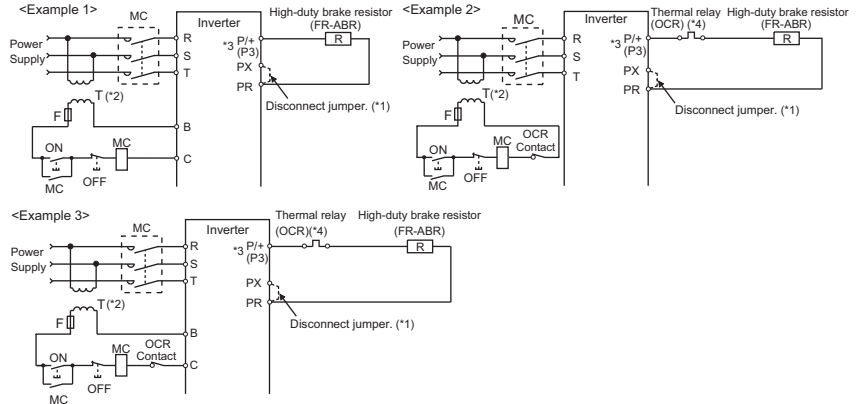 <Example 1>
MC
Inverter
High-duty brake resistor
(FR-ABR)
Power
Supply
R
S
T
*3 P/+
(P3)
R
PX
PR
Disconnect jumper. (*1)
T (*2)
F
B
ON
MC
OFF
MC
C
<Example 2>
MC
Inverter
Thermal relay
(OCR) (*4)
High-duty brake resistor
(FR-ABR)
Power
Supply
R
S
T
*3 P/+
(P3)
R
PX
PR
Disconnect jumper. (*1)
T(*2)
F
ON
MC
OFF
MC
OCR
Contact
<Example 3>
MC
Inverter
Thermal relay
(OCR)(*4)
High-duty brake resistor
(FR-ABR)
Power
Supply
R
S
T
*3 P/+
(P3)
R
PX
PR
Disconnect jumper. (*1)
T(*2)
F
B
ON
MC
OFF
MC
OCR
Contact
C